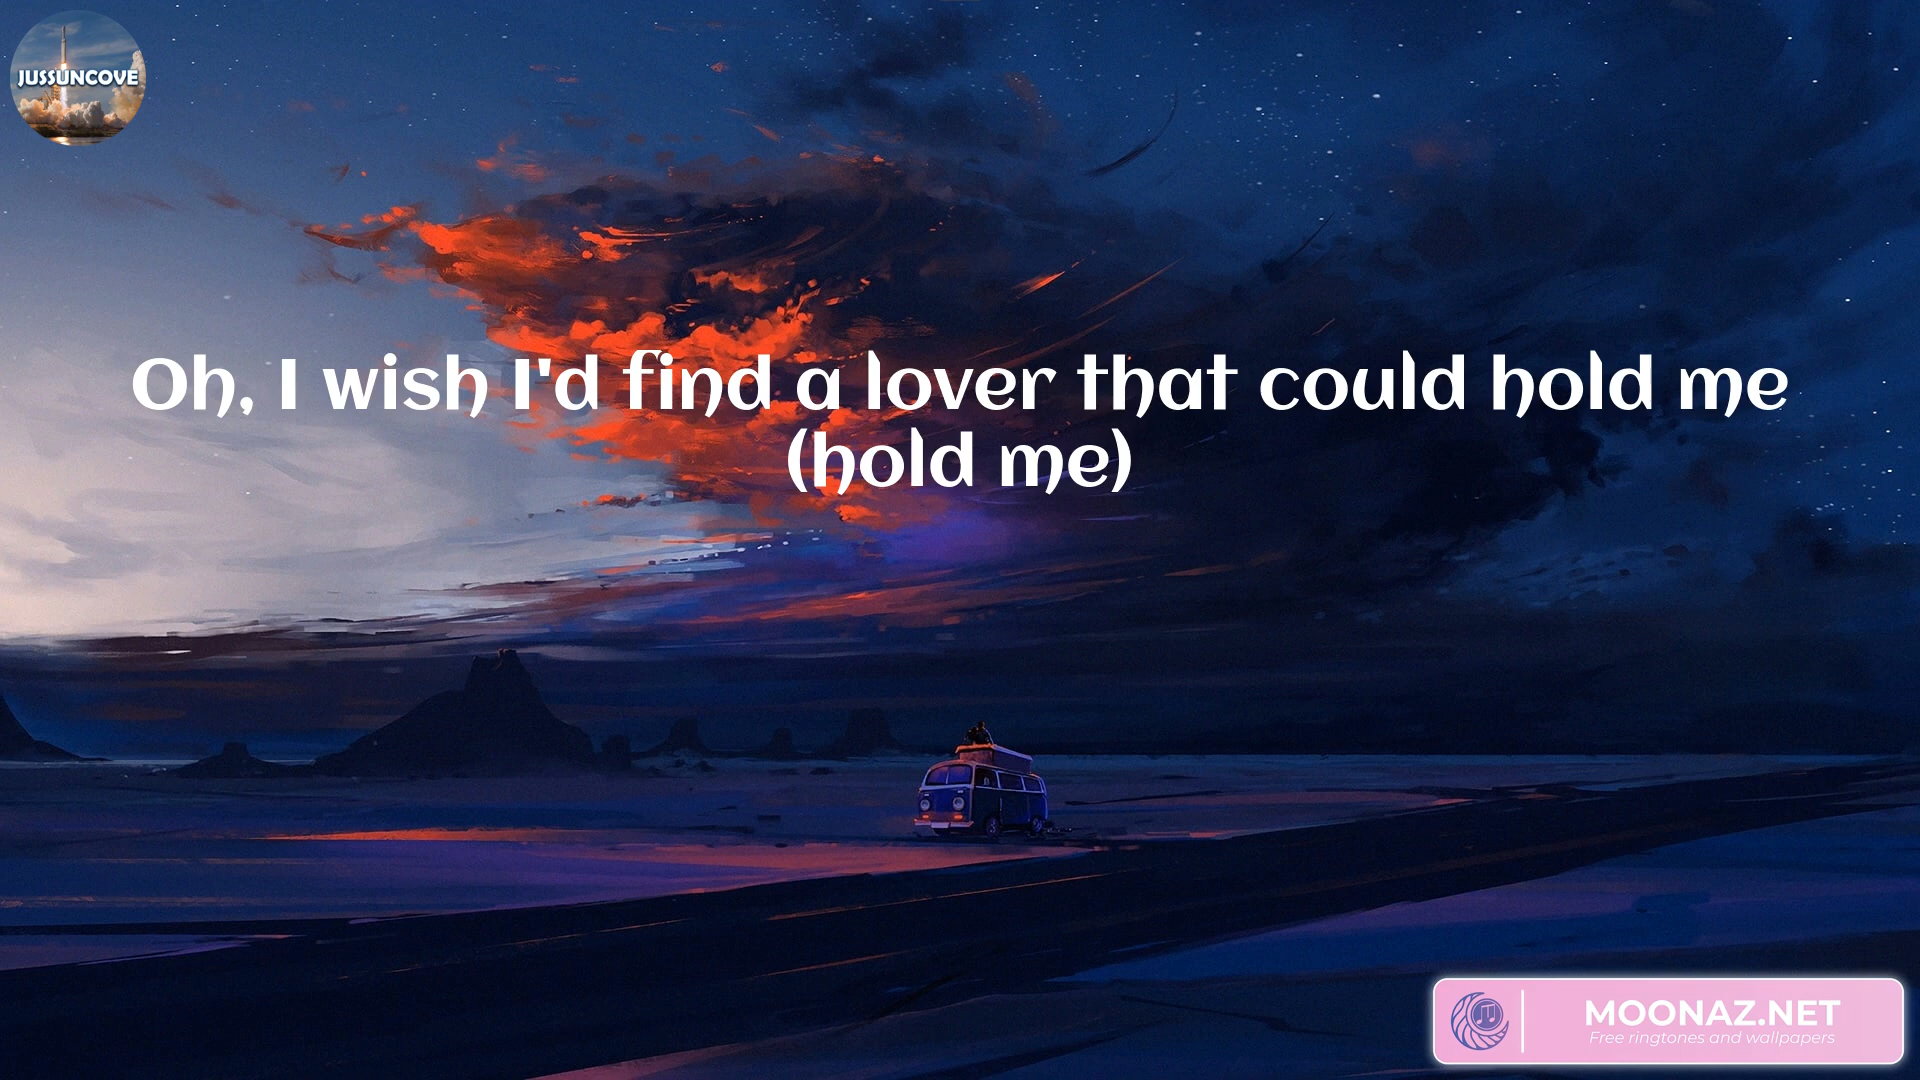 JUSSUNCOVE
Oh, I wish I'd find a lover that could hold me
(hold me)
MOONAZ.NET
Free ringtones and wallpapers